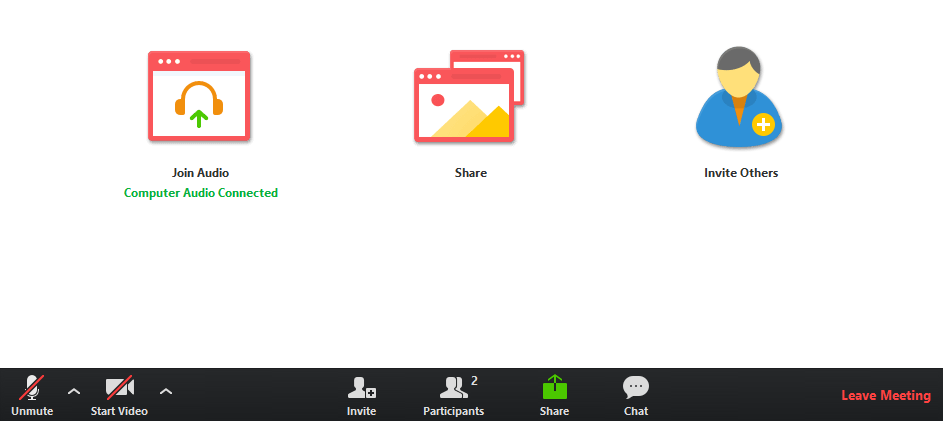 Join Audio
Share
Invite Others
Computer Audio Connected
2
Unmute
Start Video
Invite
Participants
Share
Chat
Leave Meeting